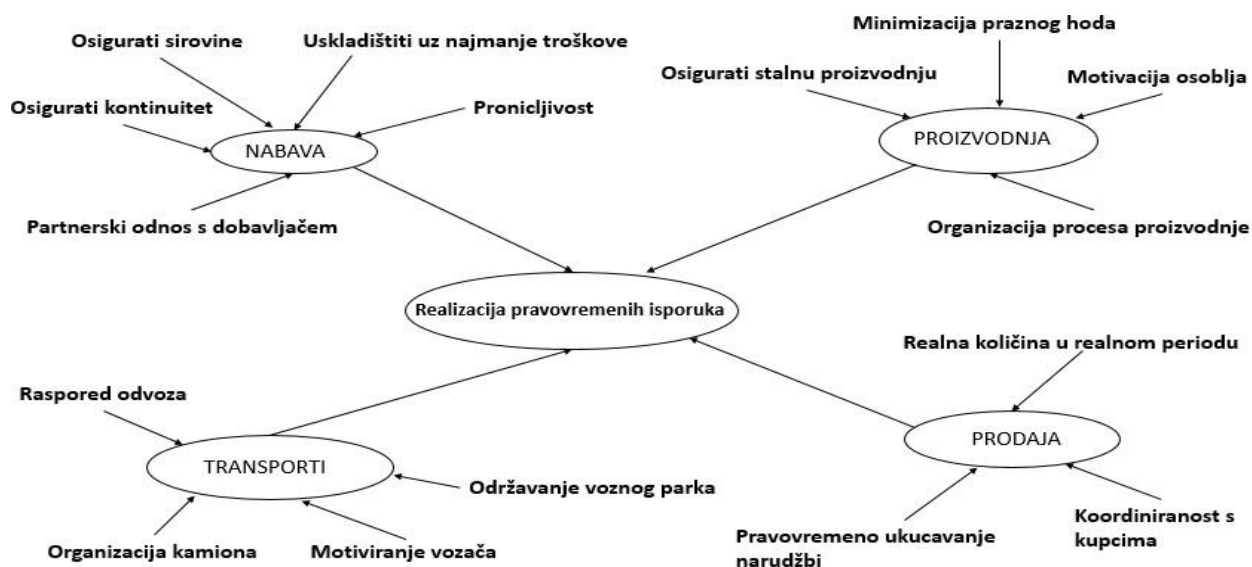 Osigurati sirovine
Uskladištiti uz najmanje troškove
Osigurati kontinuitet
Pronicljivost
NABAVA
Partnerski odnos s dobavljačem
Minimizacija praznog hoda
Osigurati stalnu proizvodnju
Motivacija osoblja
PROIZVODNJA
Organizacija procesa proizvodnje
Realizacija pravovremenih isporuka
Raspored odvoza
TRANSPORTI
Održavanje voznog parka
Organizacija kamiona
Motiviranje vozača
Realna količina u realnom periodu
PRODAJA
Pravovremeno ukucavanje
narudžbi
Koordiniranost s
kupcima